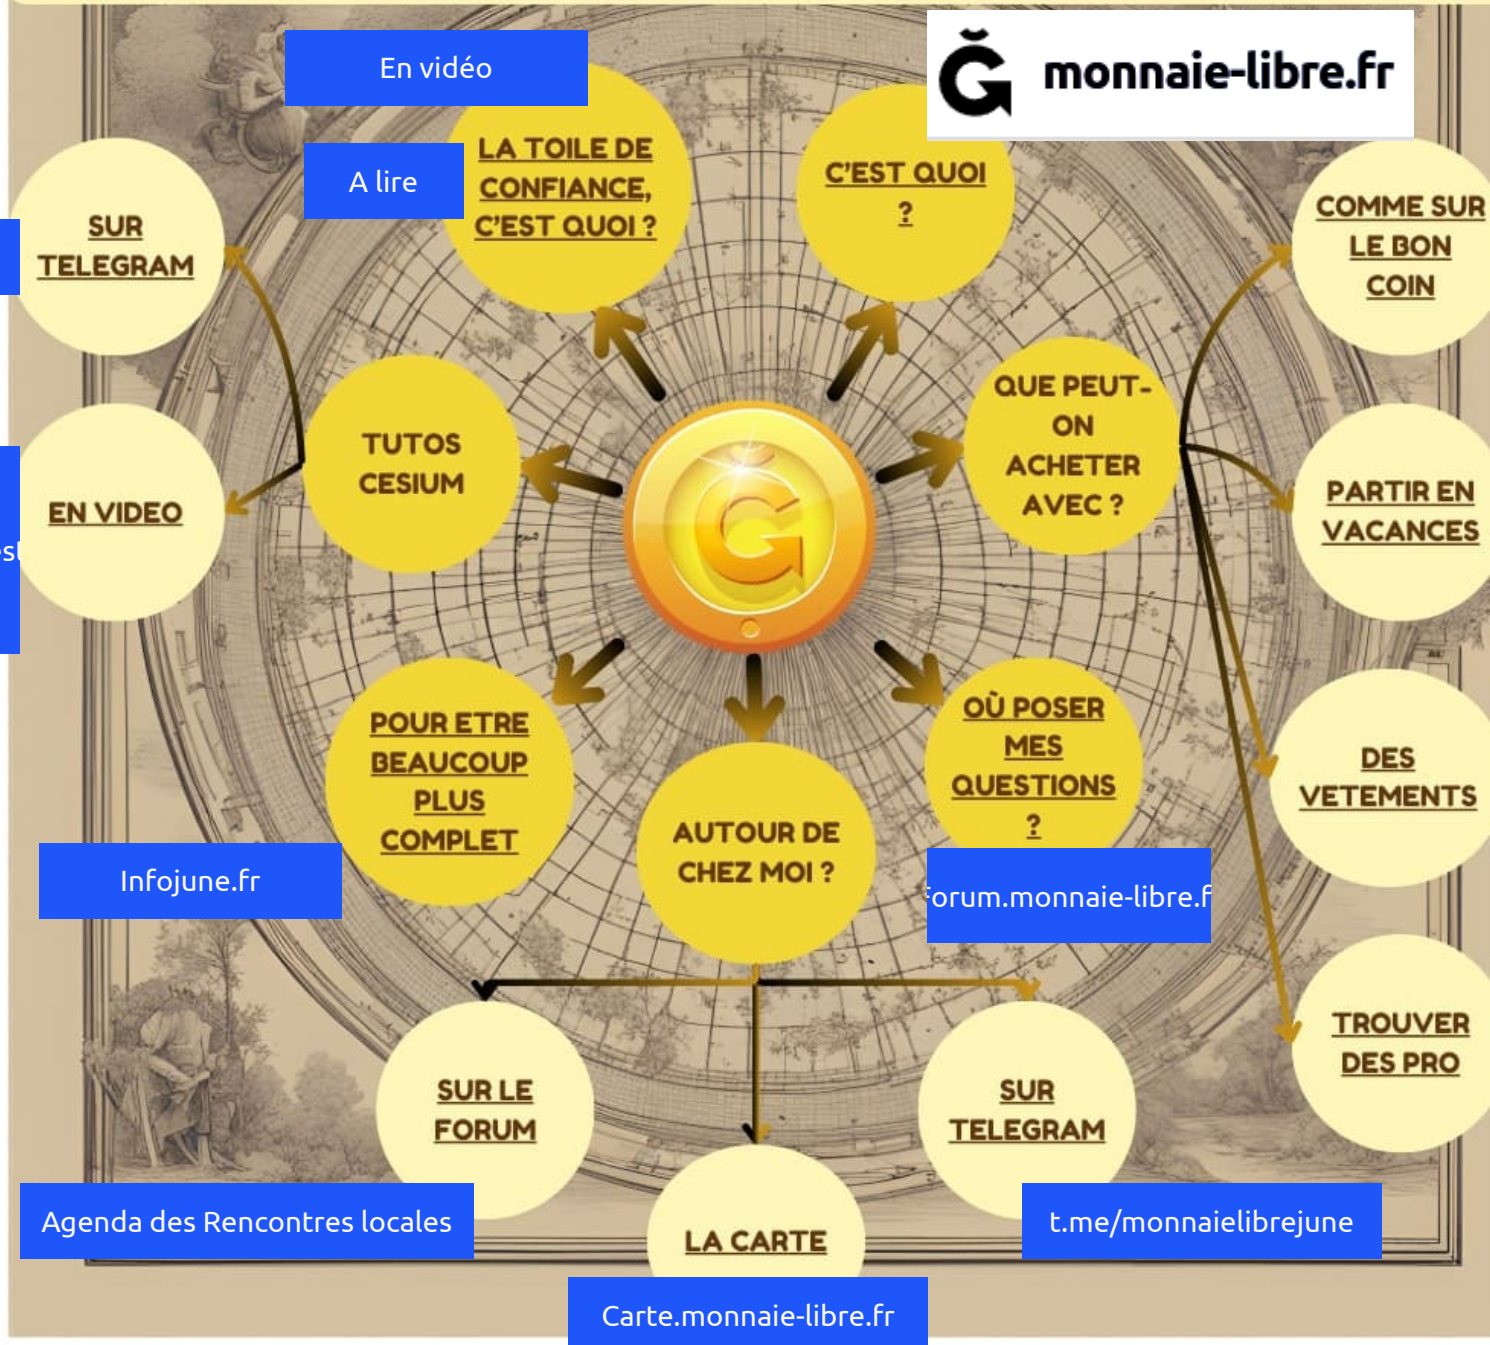 En vidéo
monnaie-libre.fr
A lire
LA TOILE DE
CONFIANCE,
C'EST QUOI ?
C'EST QUOI
?
SUR
TELEGRAM
COMME SUR
LE BON
COIN
TUTOS
CESIUM
QUE PEUT-
ON
ACHETER
AVEC ?
EN VIDEO
PARTIR EN
VACANCES
POUR ETRE
BEAUCOUP
PLUS
COMPLET
OÙ POSER
MES
QUESTIONS
?
DES
VETEMENTS
AUTOUR DE
CHEZ MOI ?
Infojune.fr
forum.monnaie-libre.f
TROUVER
DES PRO
SUR LE
FORUM
SUR
TELEGRAM
Agenda des Rencontres locales
t.me/monnaielibrejune
LA CARTE
Carte.monnaie-libre.fr